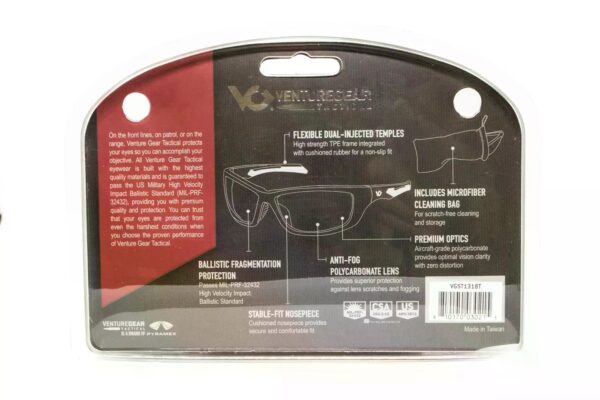 VG VENTUREGEAR
TACTICAL
On the front lines, on patrol, or on the
range, Venture Gear Tactical protects
your eyes so you can accomplish your
objective. All Venture Gear Tactical
eyewear is built with the highest
quality materials and is guaranteed to
pass the US Military High Velocity
Impact Ballistic Standard (MIL-PRF-
32432), providing you with premium
quality and protection. You can trust
that your eyes are protected from
even the harshest conditions when
you choose the proven performance
of Venture Gear Tactical.
FLEXIBLE DUAL-INJECTED TEMPLES
High strength TPE frame integrated
with cushioned rubber for a non-slip fit
INCLUDES MICROFIBER
CLEANING BAG
For scratch-free cleaning
and storage
PREMIUM OPTICS
Aircraft-grade polycarbonate
provides optimal vision clarity
with zero distortion
BALLISTIC FRAGMENTATION
PROTECTION
Passes MIL-PRF-32432
High Velocity Impact
Ballistic Standard
ANTI-FOG
POLYCARBONATE LENS
Provides superior protection
against lens scratches and fogging
STABLE-FIT NOSEPIECE
Cushioned nosepiece provides
secure and comfortable fit
VENTUREGEAR
TACTICAL
IS A BRAND OF PYRAMEX
CSA
US
VGST1318T
Made in Taiwan